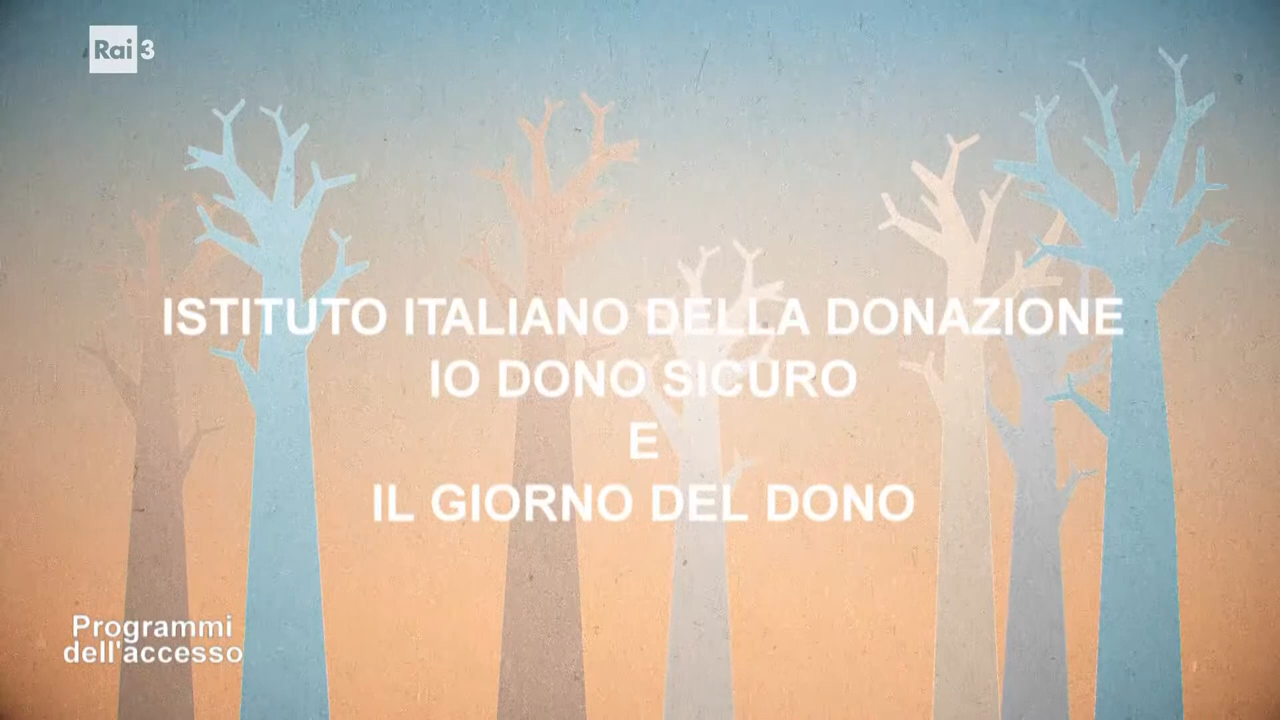 Rai 3
ISTITUTO ITALIANO DELLA DONAZIONE
IO DONO SICURO
E
IL GIORNO DEL DONO
Programmi
dell'accesso